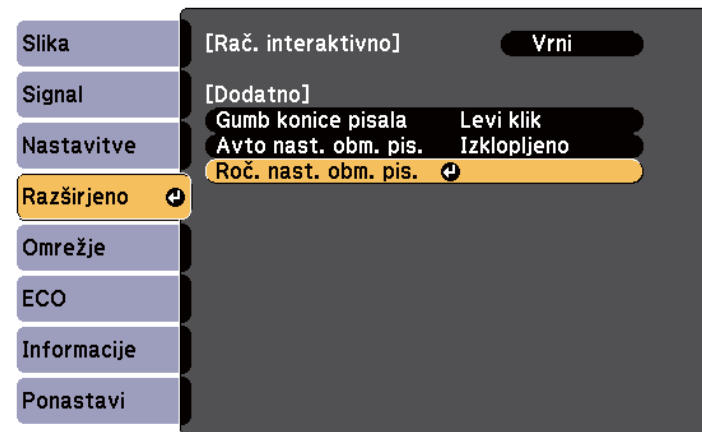 Slika
Signal
Nastavitve
Razširjeno
Omrežje
ECO
Informacije
Ponastavi
[Rač. interaktivno] Vrni
[Dodatno]
Gumb konice pisala Levi klik
Avto nast. obm. pis. Izklopljeno
Roč. nast. obm. pis.